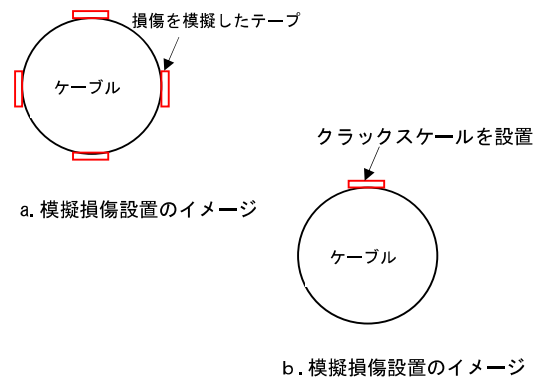 損傷を模擬したテープ
ケーブル
a.模擬損傷設置のイメージ
クラックスケールを設置
ケーブル
b.模擬損傷設置のイメージ